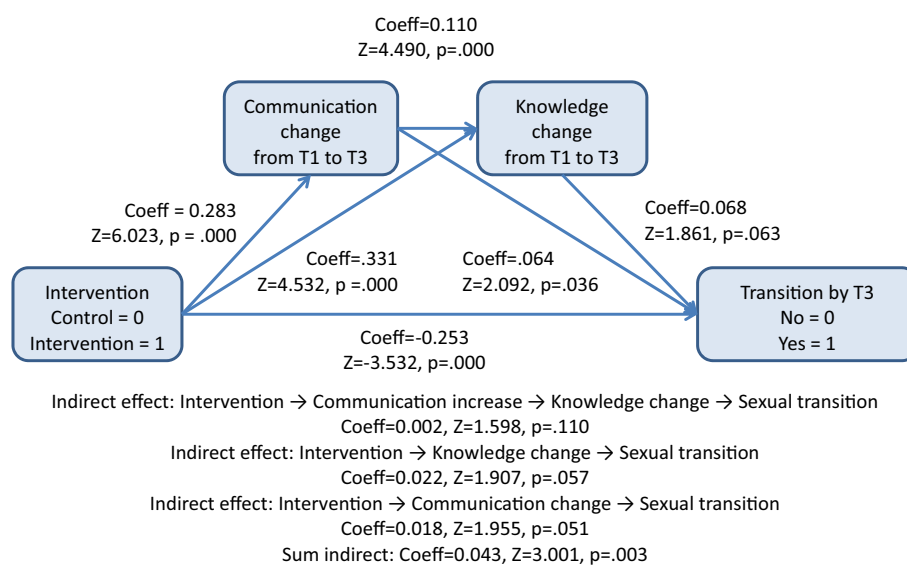 Coeff=0.110
Z=4.490, p=.000
Communication
change
from T1 to T3
Knowledge
change
from T1 to T3
Coeff = 0.283
Z=6.023, p = .000
Coeff=0.068
Z=1.861, p=.063
Coeff=.331
Z=4.532, p =.000
Coeff=.064
Z=2.092, p=.036
Intervention
Control = 0
Intervention = 1
Transition by T3
No = 0
Yes = 1
Coeff=-0.253
Z=-3.532, p=.000
Indirect effect: Intervention → Communication increase → Knowledge change → Sexual transition
Coeff=0.002, Z=1.598, p=.110
Indirect effect: Intervention → Knowledge change → Sexual transition
Coeff=0.022, Z=1.907, p=.057
Indirect effect: Intervention → Communication change → Sexual transition
Coeff=0.018, Z=1.955, p=.051
Sum indirect: Coeff=0.043, Z=3.001, p=.003